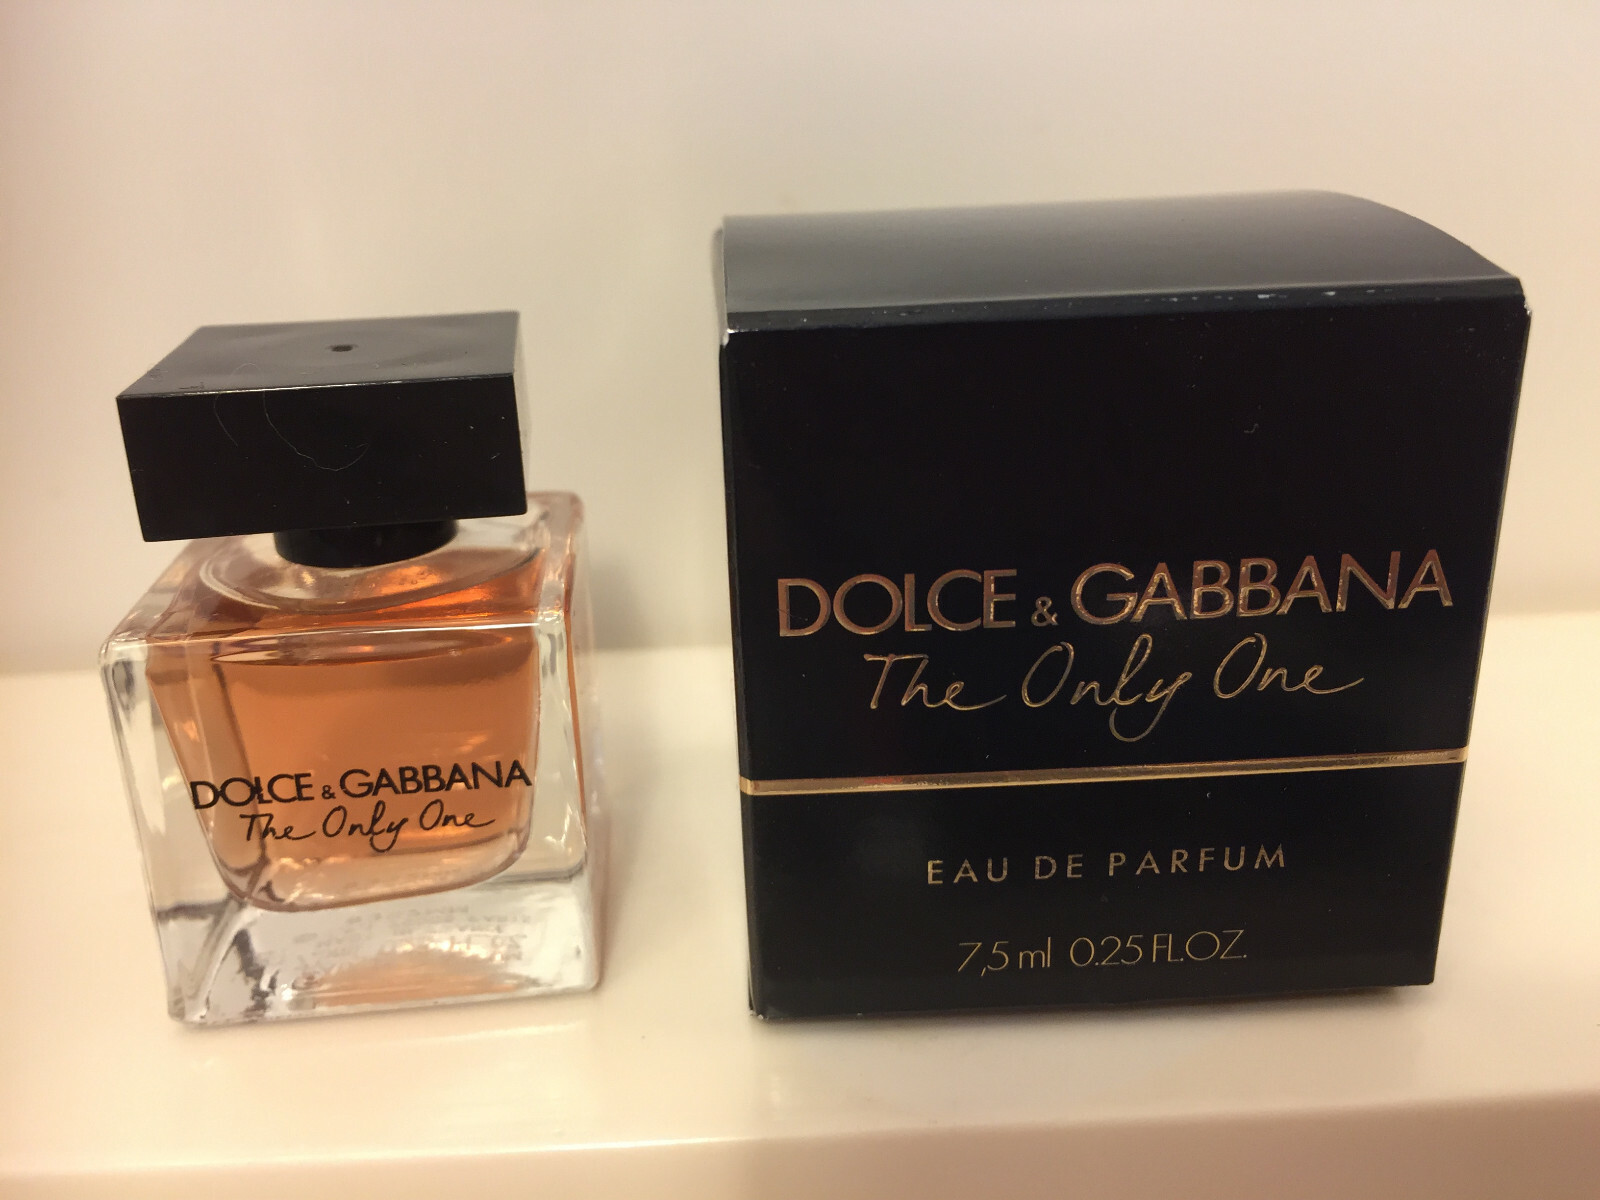 DOLCE & GABBANA
The Only One
DOLCE & GABBANA
The Only One
EAU DE PARFUM
7,5 ml 0.25 FL.OZ.